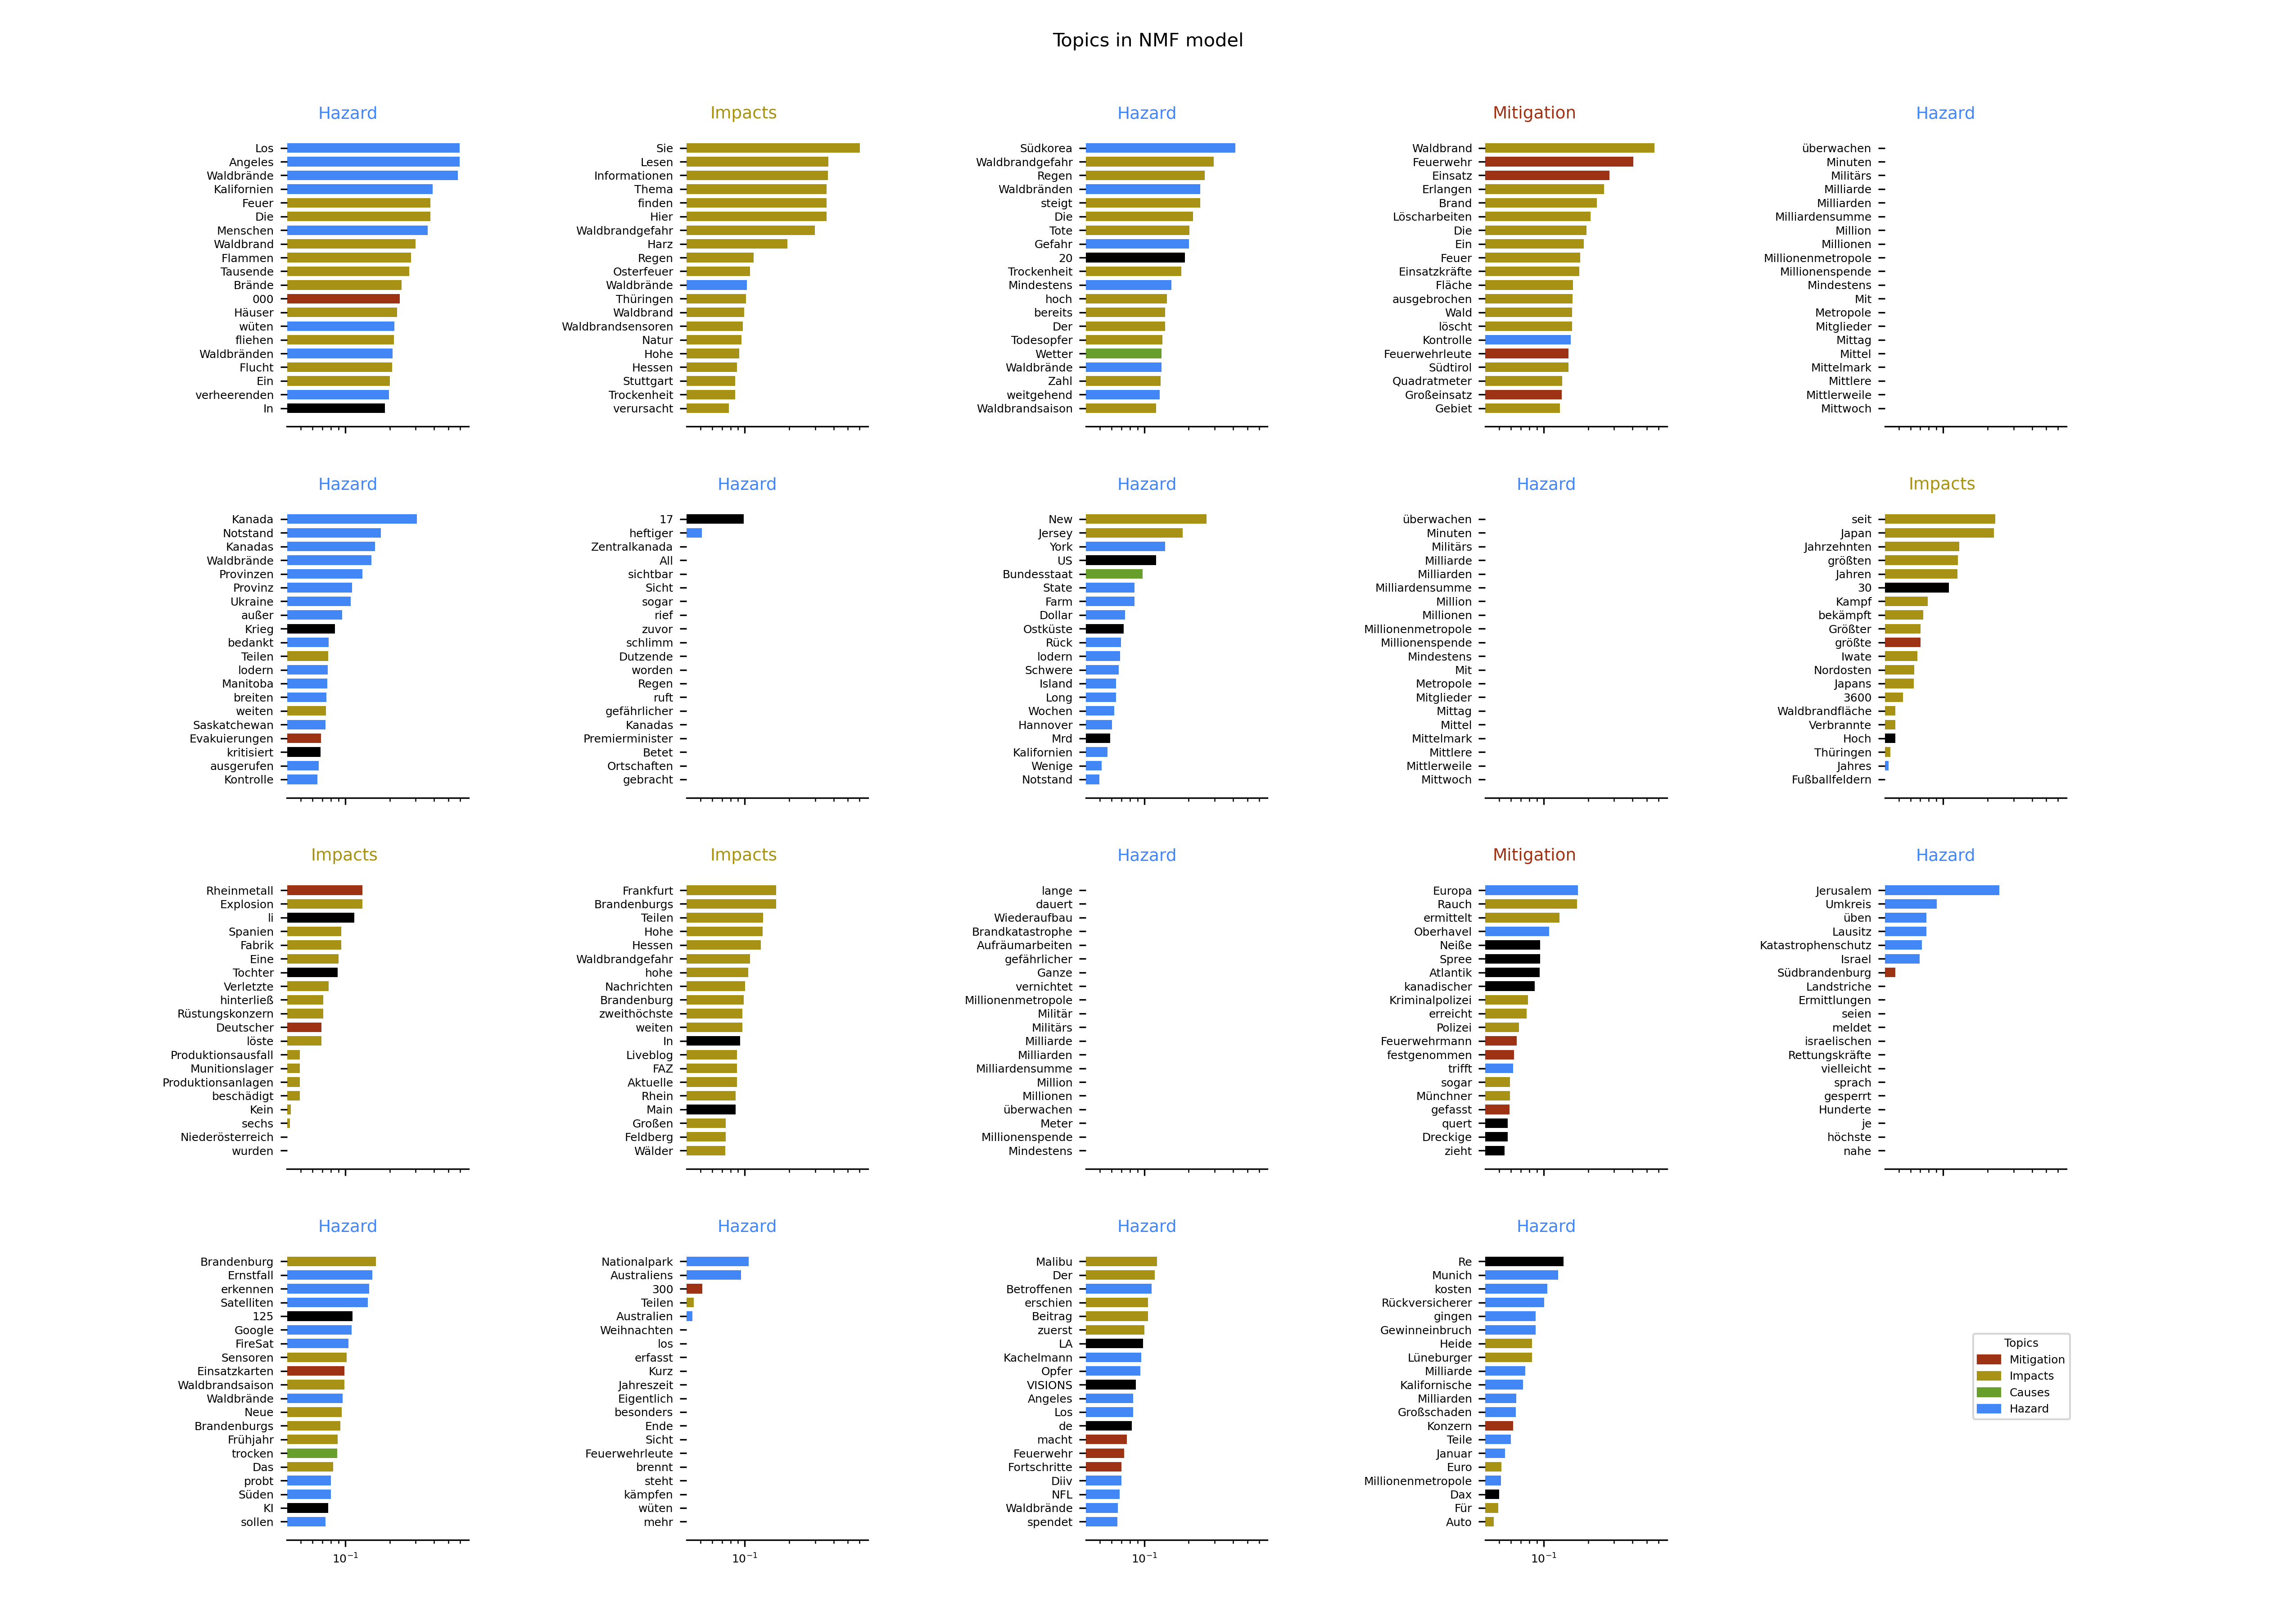 Topics in NMF model
Hazard
Los
Angeles
Waldbrände
Kalifornien
Feuer
Die
Menschen
Waldbrand
Flammen
Tausende
Brände
000
Häuser
wüten
fliehen
Waldbränden
Flucht
Ein
verheerenden
In
Impacts
Sie
Lesen
Informationen
Thema
finden
Hier
Waldbrandgefahr
Harz
Regen
Osterfeuer
Waldbrände
Thüringen
Waldbrand
Waldbrandsensoren
Natur
Hohe
Hessen
Stuttgart
Trockenheit
verursacht
Hazard
Südkorea
Waldbrandgefahr
Regen
Waldbränden
steigt
Die
Tote
Gefahr
20
Trockenheit
Mindestens
hoch
bereits
Der
Todesopfer
Wetter
Waldbrände
Zahl
weitgehend
Waldbrandsaison
Mitigation
Waldbrand
Feuerwehr
Einsatz
Erlangen
Brand
Löscharbeiten
Die
Ein
Feuer
Einsatzkräfte
Fläche
ausgebrochen
Wald
löscht
Kontrolle
Feuerwehrleute
Südtirol
Quadratmeter
Großeinsatz
Gebiet
Hazard
überwachen
Minuten
Militärs
Milliarde
Milliarden
Milliardensumme
Million
Millionen
Millionenmetropole
Millionenspende
Mindestens
Mit
Metropole
Mitglieder
Mittag
Mittel
Mittelmark
Mittlere
Mittlerweile
Mittwoch
Hazard
Kanada
Notstand
Kanadas
Waldbrände
Provinzen
Provinz
Ukraine
außer
Krieg
bedankt
Teilen
lodern
Manitoba
breiten
weiten
Saskatchewan
Evakuierungen
kritisiert
ausgerufen
Kontrolle
Hazard
17
heftiger
Zentralkanada
All
sichtbar
Sicht
sogar
rief
zuvor
schlimm
Dutzende
worden
Regen
ruft
gefährlicher
Kanadas
Premierminister
Betet
Ortschaften
gebracht
Hazard
New
Jersey
York
US
Bundesstaat
State
Farm
Dollar
Ostküste
Rück
lodern
Schwere
Island
Long
Wochen
Hannover
Mrd
Kalifornien
Wenige
Notstand
Hazard
überwachen
Minuten
Militärs
Milliarde
Milliarden
Milliardensumme
Million
Millionen
Millionenmetropole
Millionenspende
Mindestens
Mit
Metropole
Mitglieder
Mittag
Mittel
Mittelmark
Mittlere
Mittlerweile
Mittwoch
Impacts
seit
Japan
Jahrzehnten
größten
Jahren
30
Kampf
bekämpft
Größter
größte
Iwate
Nordosten
Japans
3600
Waldbrandfläche
Verbrannte
Hoch
Thüringen
Jahres
Fußballfeldern
Impacts
Rheinmetall
Explosion
li
Spanien
Fabrik
Eine
Tochter
Verletzte
hinterließ
Rüstungskonzern
Deutscher
löste
Produktionsausfall
Munitionslager
Produktionsanlagen
beschädigt
Kein
sechs
Niederösterreich
wurden
Impacts
Frankfurt
Brandenburgs
Teilen
Hohe
Hessen
Waldbrandgefahr
hohe
Nachrichten
Brandenburg
zweithöchste
weiten
In
Liveblog
FAZ
Aktuelle
Rhein
Main
Großen
Feldberg
Wälder
Hazard
lange
dauert
Wiederaufbau
Brandkatastrophe
Aufräumarbeiten
gefährlicher
Ganze
vernichtet
Millionenmetropole
Militär
Militärs
Milliarde
Milliarden
Milliardensumme
Million
Millionen
überwachen
Meter
Millionenspende
Mindestens
Mitigation
Europa
Rauch
ermittelt
Oberhavel
Neiße
Spree
Atlantik
kanadischer
Kriminalpolizei
erreicht
Polizei
Feuerwehrmann
festgenommen
trifft
sogar
Münchner
gefasst
quert
Dreckige
zieht
Hazard
Jerusalem
Umkreis
üben
Lausitz
Katastrophenschutz
Israel
Südbrandenburg
Landstriche
Ermittlungen
seien
meldet
israelischen
Rettungskräfte
vielleicht
sprach
gesperrt
Hunderte
je
höchste
nahe
Hazard
Brandenburg
Ernstfall
erkennen
Satelliten
125
Google
FireSat
Sensoren
Einsatzkarten
Waldbrandsaison
Waldbrände
Neue
Brandenburgs
Frühjahr
trocken
Das
probt
Süden
KI
sollen
10⁻¹
Hazard
Nationalpark
Australiens
300
Teilen
Australien
Weihnachten
los
erfasst
Kurz
Jahreszeit
Eigentlich
besonders
Ende
Sicht
Feuerwehrleute
brennt
steht
kämpfen
wüten
mehr
10⁻¹
Hazard
Malibu
Der
Betroffenen
erschien
Beitrag
zuerst
LA
Kachelmann
Opfer
VISIONS
Angeles
Los
de
macht
Feuerwehr
Fortschritte
Diiv
NFL
Waldbrände
spendet
10⁻¹
Hazard
Re
Munich
kosten
Rückversicherer
gingen
Gewinneinbruch
Heide
Lüneburger
Milliarde
Kalifornische
Milliarden
Großschaden
Konzern
Teile
Januar
Euro
Millionenmetropole
Dax
Für
Auto
10⁻¹
Topics
Mitigation
Impacts
Causes
Hazard